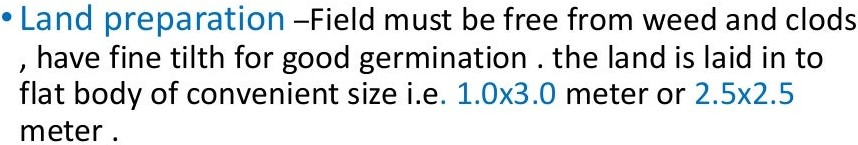 • Land preparation –Field must be free from weed and clods
, have fine tilth for good germination . the land is laid in to
flat body of convenient size i.e. 1.0x3.0 meter or 2.5x2.5
meter .